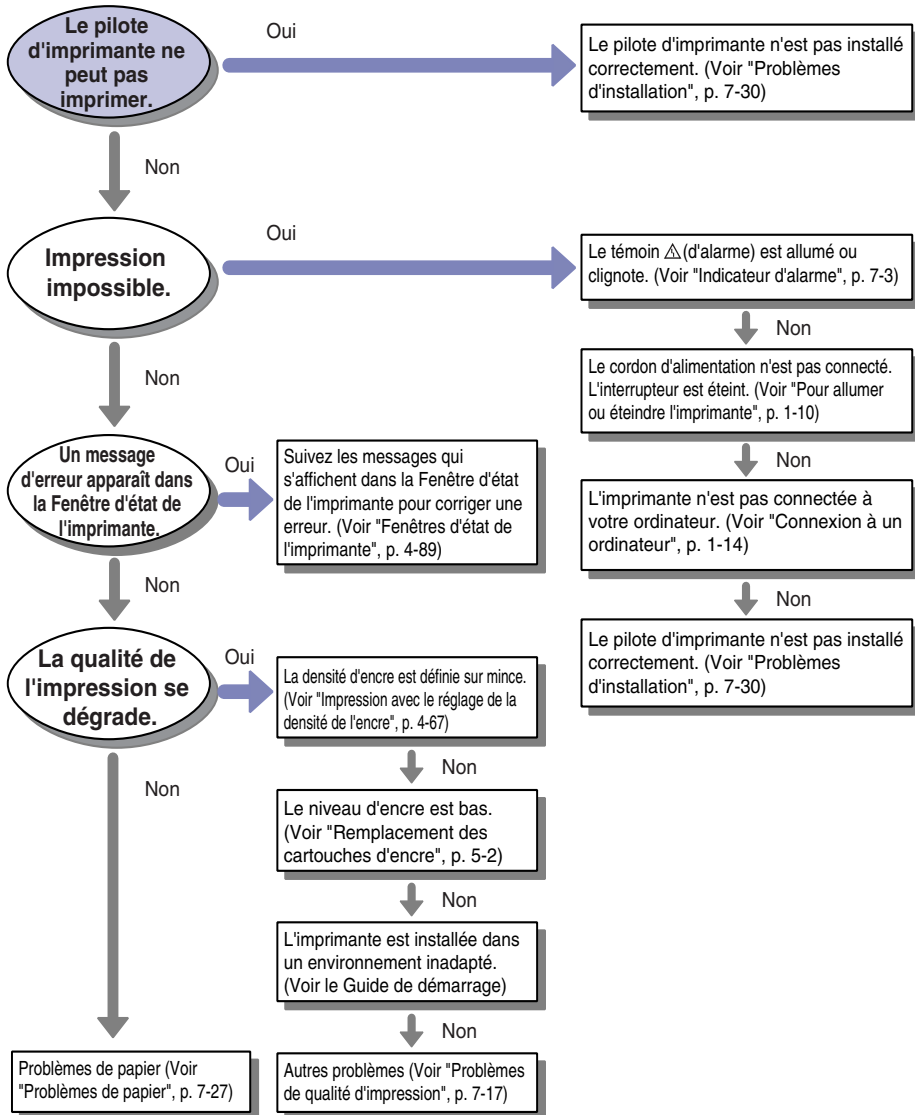 Le pilote
d'imprimante ne
peut pas
imprimer.
Oui
Le pilote d'imprimante n'est pas installé
correctement. (Voir "Problèmes
d'installation", p. 7-30)
Non
Impression
impossible.
Oui
Le témoin ⚠(d'alarme) est allumé ou
clignote. (Voir "Indicateur d'alarme", p. 7-3)
Non
Le cordon d'alimentation n'est pas connecté.
L'interrupteur est éteint. (Voir "Pour allumer
ou éteindre l'imprimante", p. 1-10)
Non
L'imprimante n'est pas connectée à
votre ordinateur. (Voir "Connexion à un
ordinateur", p. 1-14)
Non
Le pilote d'imprimante n'est pas installé
correctement. (Voir "Problèmes
d'installation", p. 7-30)
Non
Un message
d'erreur apparaît dans
la Fenêtre d'état de
l'imprimante.
Oui
Suivez les messages qui
s'affichent dans la Fenêtre d'état
de l'imprimante pour corriger une
erreur. (Voir "Fenêtres d'état de
l'imprimante", p. 4-89)
Non
La qualité de
l'impression se
dégrade.
Oui
La densité d'encre est définie sur mince.
(Voir "Impression avec le réglage de la
densité de l'encre", p. 4-67)
Non
Le niveau d'encre est bas.
(Voir "Remplacement des
cartouches d'encre", p. 5-2)
Non
L'imprimante est installée dans
un environnement inadapté.
(Voir le Guide de démarrage)
Non
Autres problèmes (Voir "Problèmes
de qualité d'impression", p. 7-17)
Non
Problèmes de papier (Voir
"Problèmes de papier", p. 7-27)